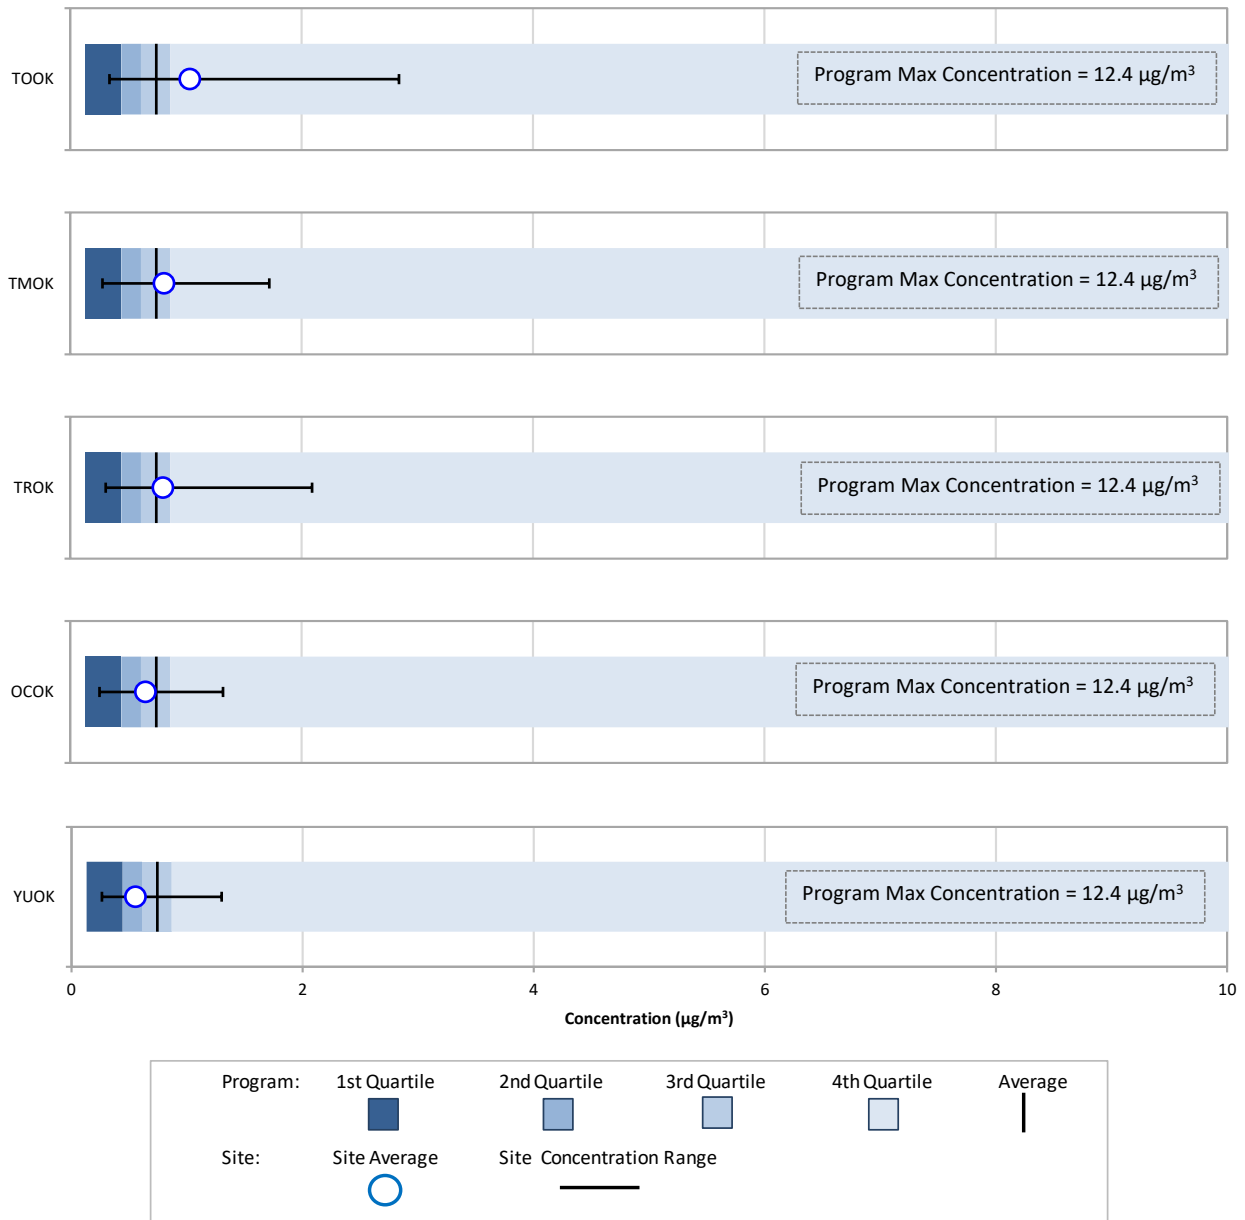 TOOK
Program Max Concentration = 12.4 µg/m³
TMOK
Program Max Concentration = 12.4 µg/m³
TROK
Program Max Concentration = 12.4 µg/m³
OCOK
Program Max Concentration = 12.4 µg/m³
YUOK
Program Max Concentration = 12.4 µg/m³
0 2 4 6 8 10
Concentration (µg/m³)
Program: 1st Quartile 2nd Quartile 3rd Quartile 4th Quartile Average
Site: Site Average Site Concentration Range